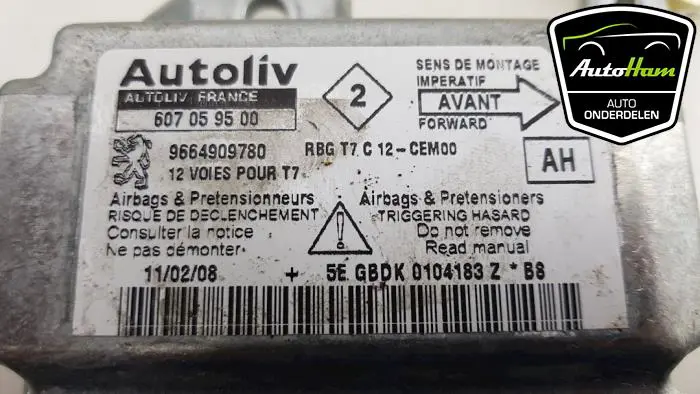 Autoliv
AUTOLIV FRANCE
607 05 95 00
2
SENS DE MONTAGE
IMPERATIF
AVANT
FORWARD
9664909780
RBG T7 C 12-CEM00
12 VOIES POUR T7
AH
Airbags & Pretensionneurs
RISQUE DE DECLENCHEMENT
Consulter la notice
Ne pas démonter
!
Airbags & Pretensioners
TRIGGERING HASARD
Do not remove
Read manual
11/02/08 + 5E GBDK 0104183 Z * B8
AutoHam
AUTO
ONDERDELEN